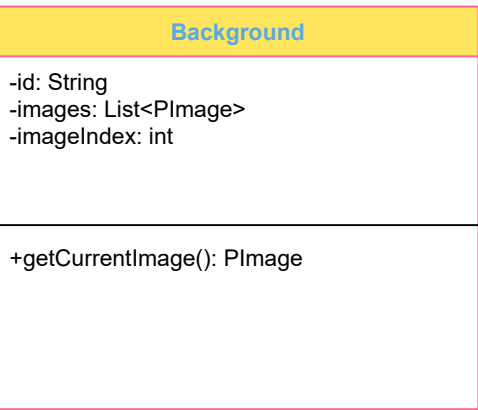 Background
-id: String
-images: List<PImage>
-imageIndex: int
+getCurrentImage(): PImage